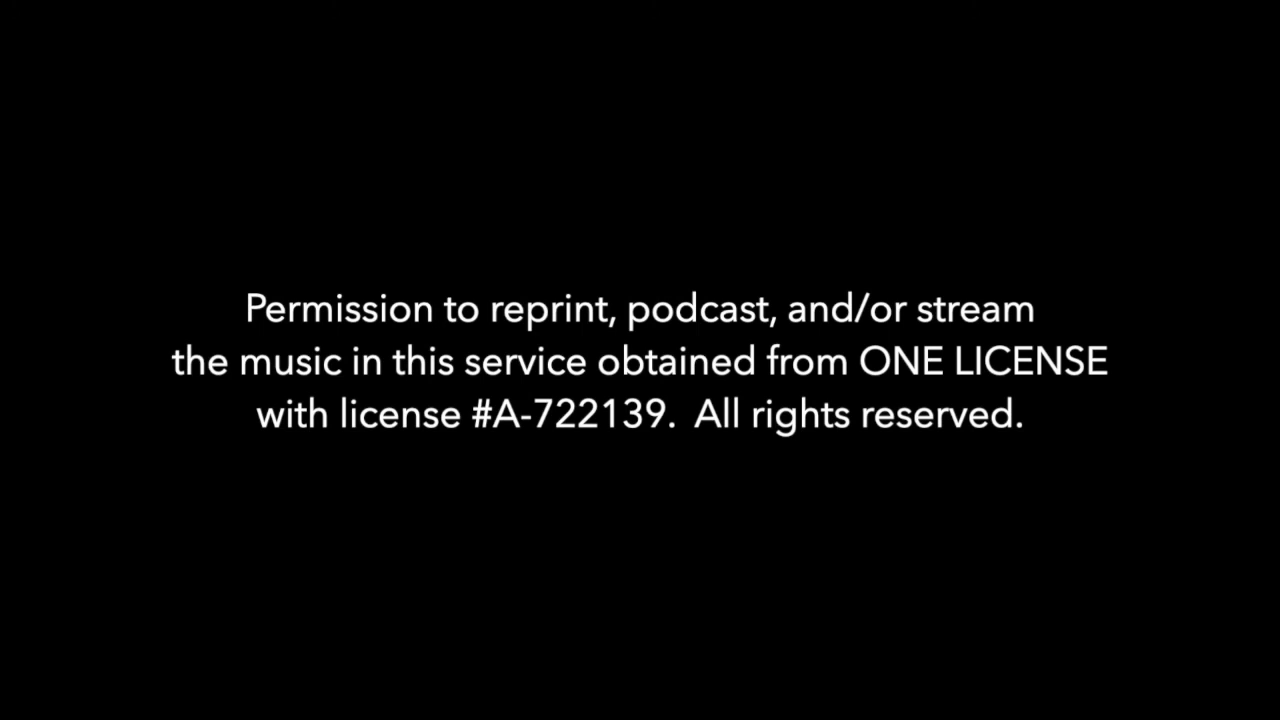 Permission to reprint, podcast, and/or stream
the music in this service obtained from ONE LICENSE
with license #A-722139.  All rights reserved.